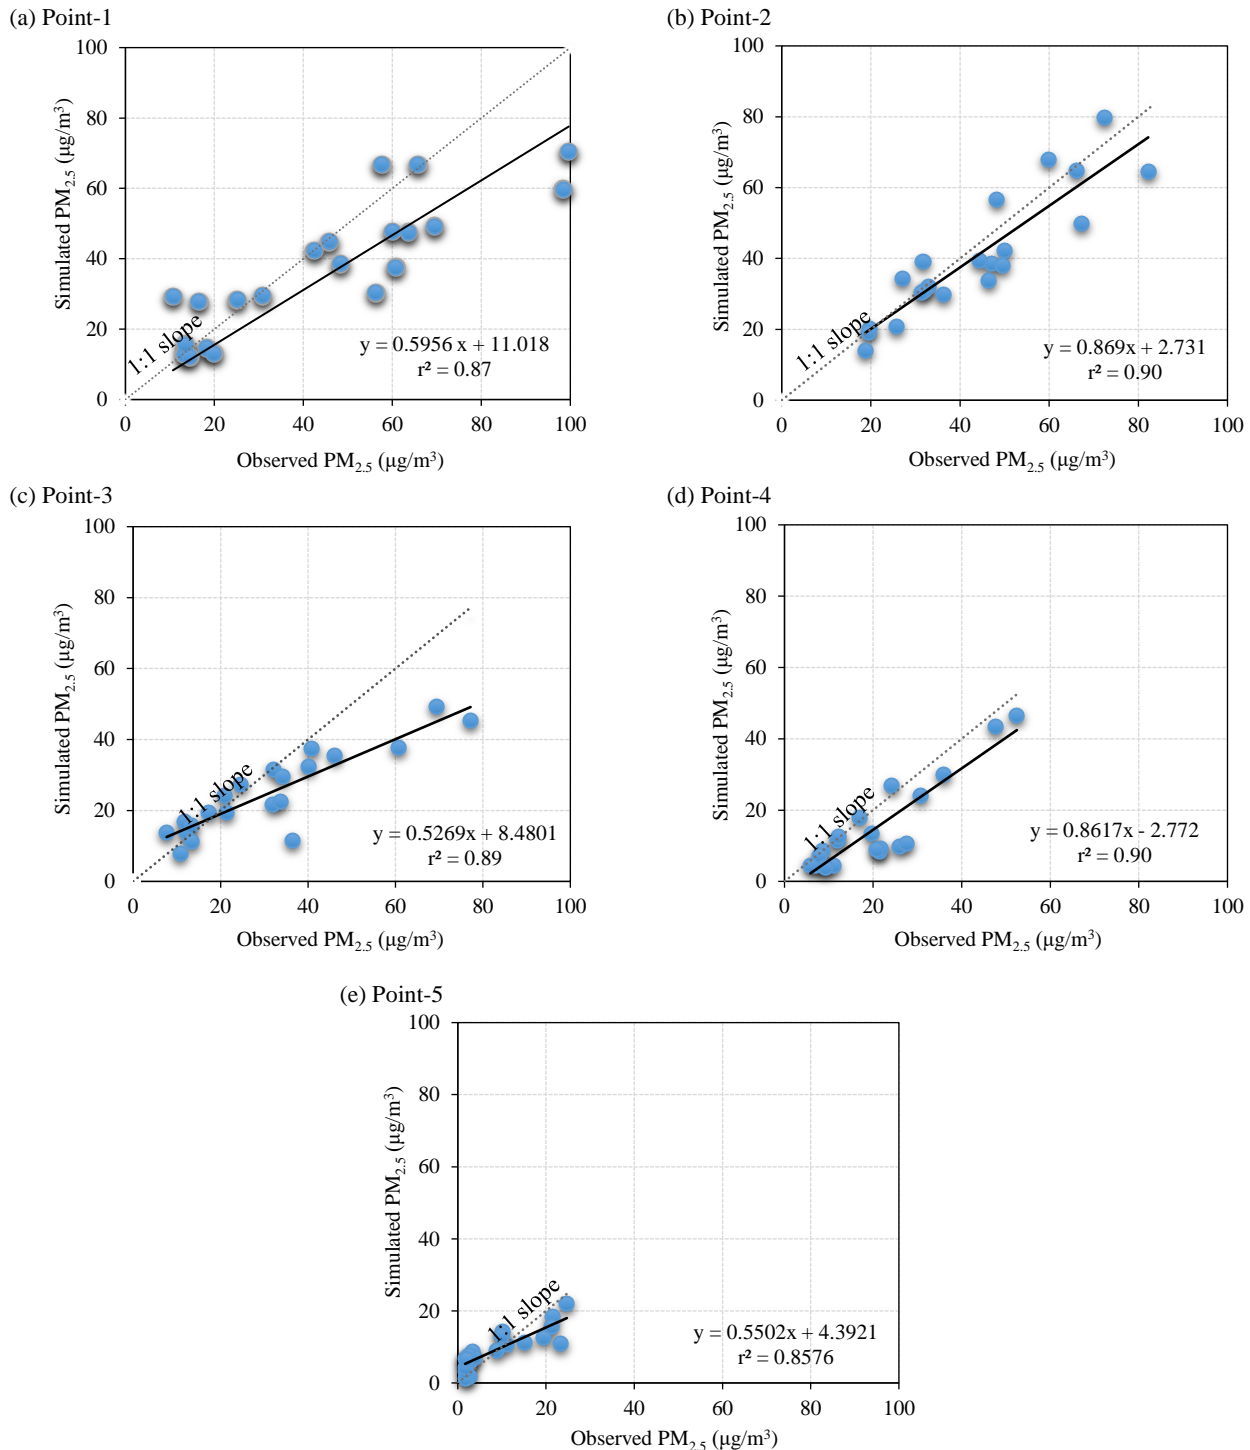 (a) Point-1
Simulated PM2.5 (μg/m³)
100
80
60
40
20
0
1:1 slope
y = 0.5956 x + 11.018
r² = 0.87
0 20 40 60 80 100
Observed PM2.5 (μg/m³)
(b) Point-2
Simulated PM2.5 (μg/m³)
100
80
60
40
20
0
1:1 slope
y = 0.869x + 2.731
r² = 0.90
0 20 40 60 80 100
Observed PM2.5 (μg/m³)
(c) Point-3
Simulated PM2.5 (μg/m³)
100
80
60
40
20
0
1:1 slope
y = 0.5269x + 8.4801
r² = 0.89
0 20 40 60 80 100
Observed PM2.5 (μg/m³)
(d) Point-4
Simulated PM2.5 (μg/m³)
100
80
60
40
20
0
1:1 slope
y = 0.8617x - 2.772
r² = 0.90
0 20 40 60 80 100
Observed PM2.5 (μg/m³)
(e) Point-5
Simulated PM2.5 (μg/m³)
100
80
60
40
20
0
1:1 slope
y = 0.5502x + 4.3921
r² = 0.8576
0 20 40 60 80 100
Observed PM2.5 (μg/m³)